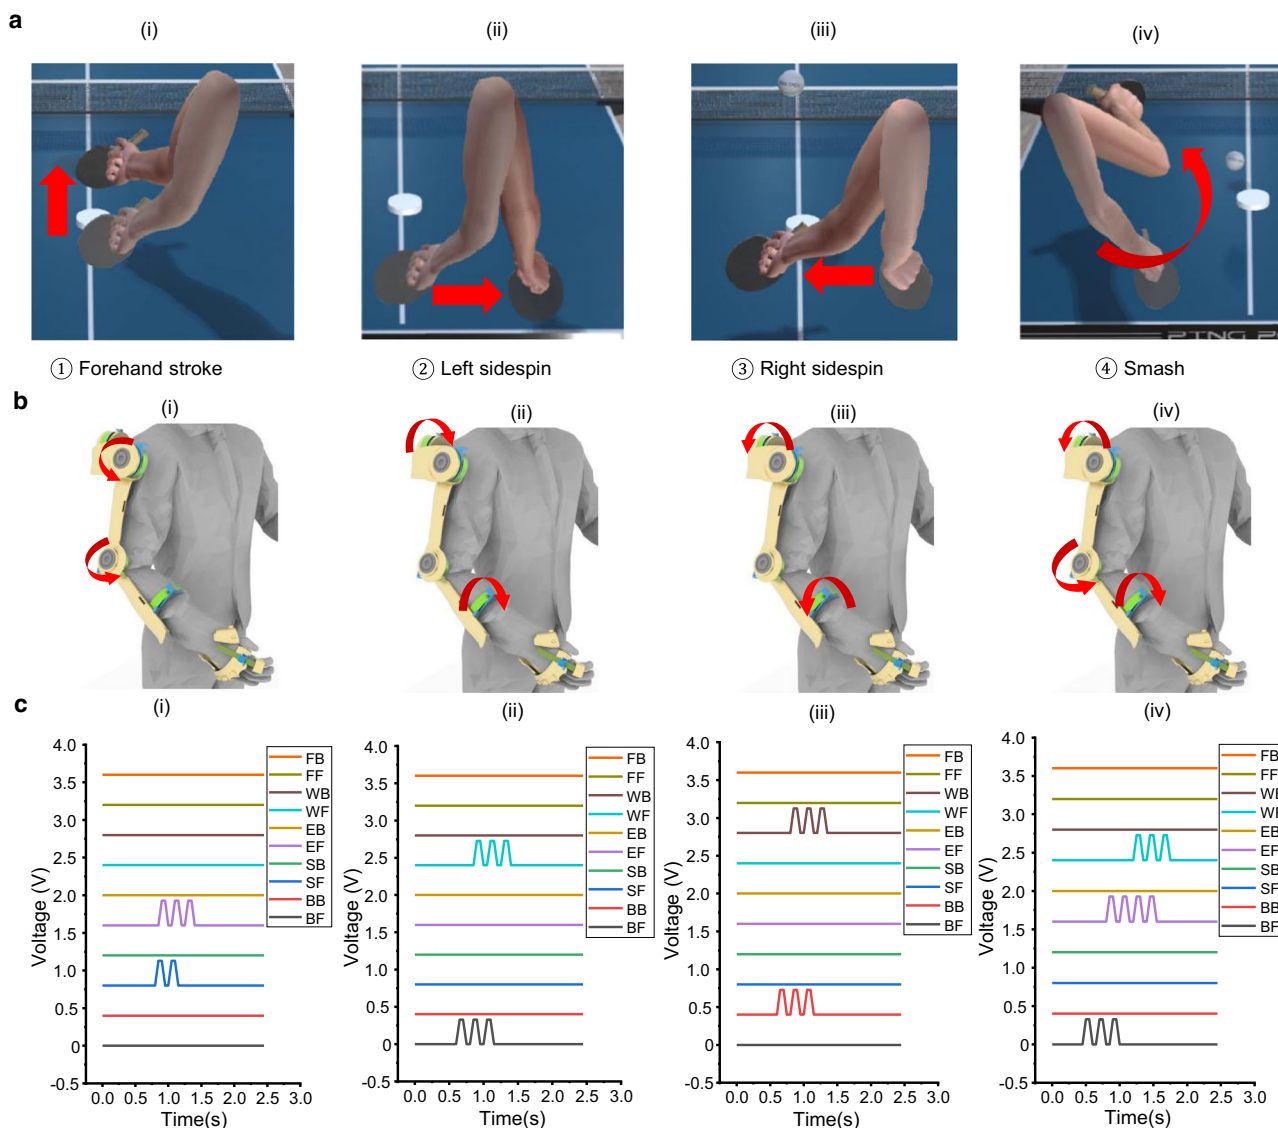 a
(i)
(ii)
(iii)
(iv)
PING P
① Forehand stroke
② Left sidespin
③ Right sidespin
④ Smash
b
(i)
(ii)
(iii)
(iv)
c
(i)
4.0
3.5
3.0
2.5
2.0
1.5
1.0
0.5
0
-0.5
Voltage (V)
FB
FF
WB
WF
EB
EF
SB
SF
BB
BF
0.0 0.5 1.0 1.5 2.0 2.5 3.0
Time(s)
(ii)
4.0
3.5
3.0
2.5
2.0
1.5
1.0
0.5
0
-0.5
Voltage (V)
FB
FF
WB
WF
EB
EF
SB
SF
BB
BF
0.0 0.5 1.0 1.5 2.0 2.5 3.0
Time(s)
(iii)
4.0
3.5
3.0
2.5
2.0
1.5
1.0
0.5
0
-0.5
Voltage (V)
FB
FF
WB
WF
EB
EF
SB
SF
BB
BF
0.0 0.5 1.0 1.5 2.0 2.5 3.0
Time(s)
(iv)
4.0
3.5
3.0
2.5
2.0
1.5
1.0
0.5
0
-0.5
Voltage (V)
FB
FF
WB
WF
EB
EF
SB
SF
BB
BF
0.0 0.5 1.0 1.5 2.0 2.5 3.0
Time(s)